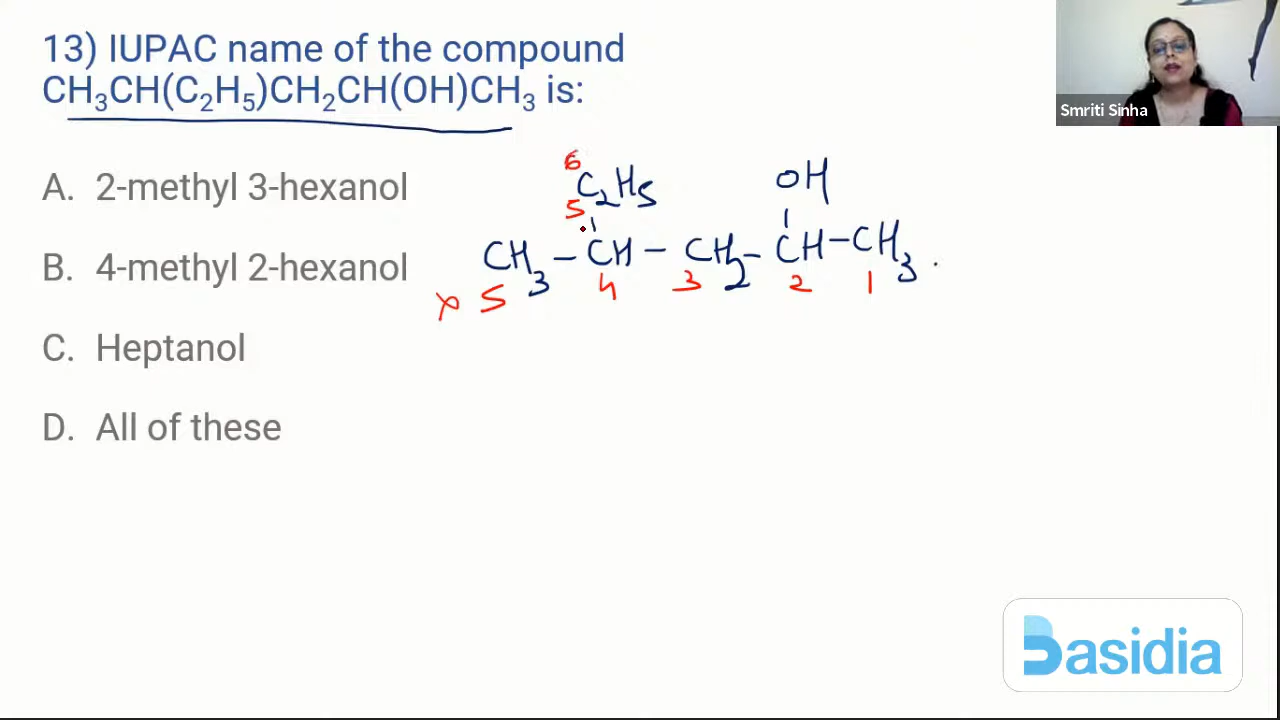 13) IUPAC name of the compound
CH₃CH(C₂H₅)CH₂CH(OH)CH₃ is:
Smriti Sinha
A. 2-methyl 3-hexanol
B. 4-methyl 2-hexanol
C. Heptanol
D. All of these
6
C₂H₅ OH
5
CH₃ – CH – CH₂ – CH – CH₃
x 5 4 3 2 1
Basidia